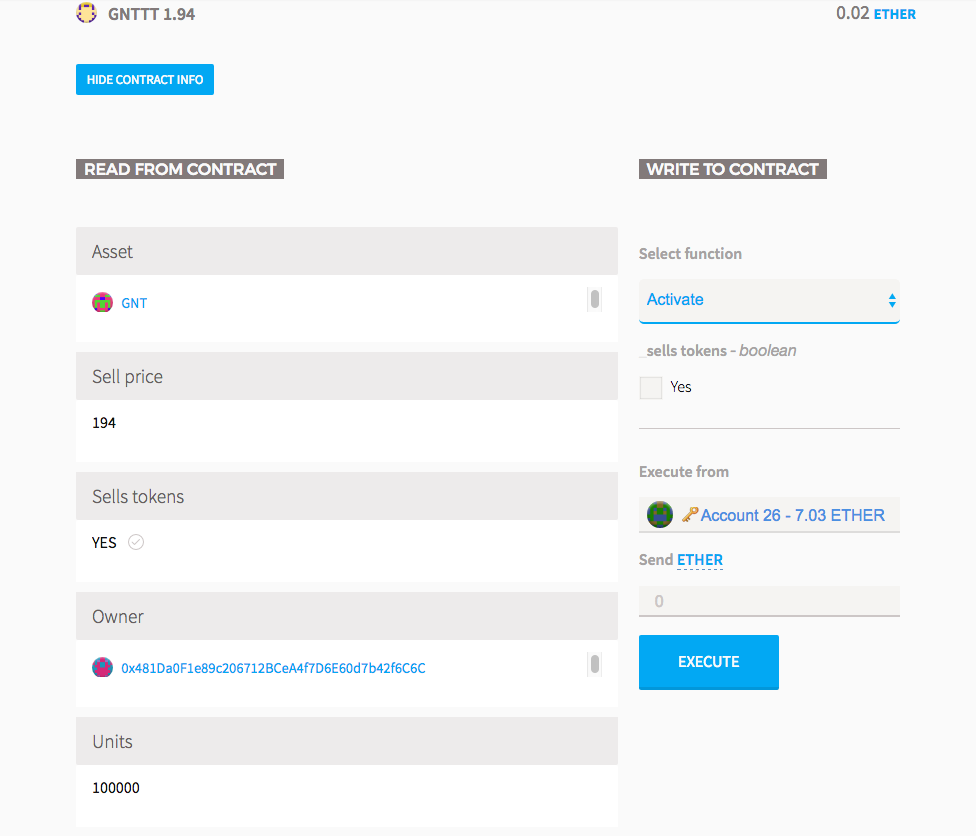 GNTTT 1.94
0.02 ETHER
HIDE CONTRACT INFO
READ FROM CONTRACT
Asset
GNT
Sell price
194
Sells tokens
YES
Owner
0x481Da0F1e89c206712BCeA4f7D6E60d7b42f6C6C
Units
100000
WRITE TO CONTRACT
Select function
Activate
_sells tokens - boolean
Yes
Execute from
Account 26 - 7.03 ETHER
Send ETHER
0
EXECUTE